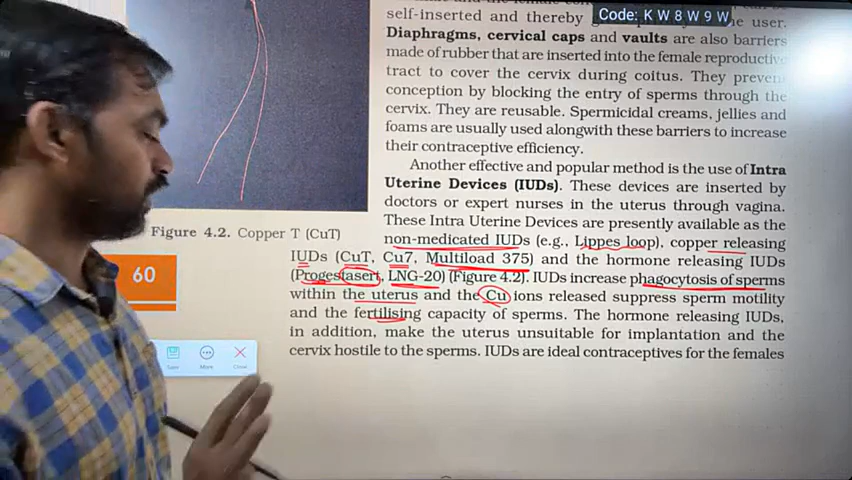 Code: K W 8 W 9 W
self-inserted and thereby user.
Diaphragms, cervical caps and vaults are also barriers
made of rubber that are inserted into the female reproductive
tract to cover the cervix during coitus. They prevent
conception by blocking the entry of sperms through the
cervix. They are reusable. Spermicidal creams, jellies and
foams are usually used alongwith these barriers to increase
their contraceptive efficiency.
Another effective and popular method is the use of Intra
Uterine Devices (IUDs). These devices are inserted by
doctors or expert nurses in the uterus through vagina.
These Intra Uterine Devices are presently available as the
Figure 4.2. Copper T (CuT)
non-medicated IUDs (e.g., Lippes loop), copper releasing
IUDs (CuT, Cu7, Multiload 375) and the hormone releasing IUDs
(Progestasert, LNG-20) (Figure 4.2). IUDs increase phagocytosis of sperms
within the uterus and the Cu ions released suppress sperm motility
and the fertilising capacity of sperms. The hormone releasing IUDs,
in addition, make the uterus unsuitable for implantation and the
cervix hostile to the sperms. IUDs are ideal contraceptives for the females
60
Save More Close